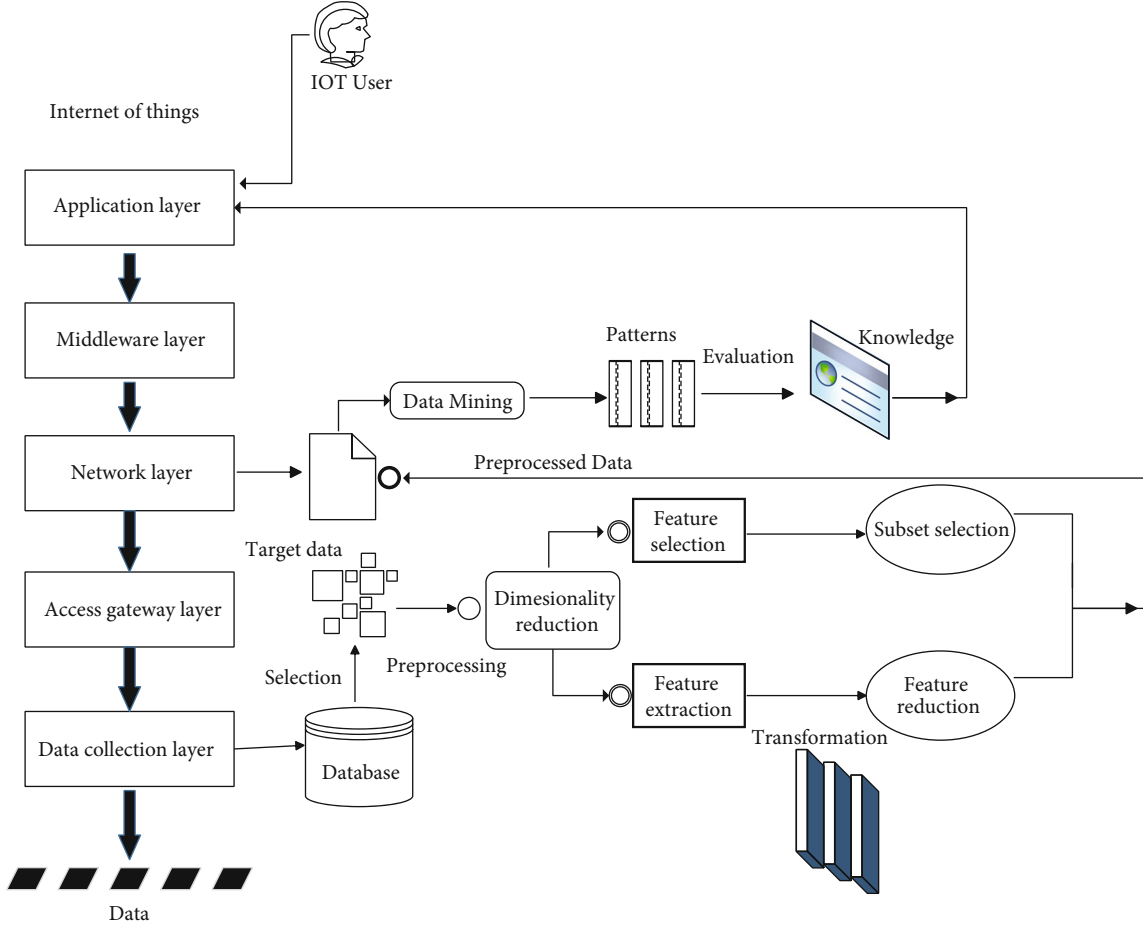 IOT User
Internet of things
Application layer
Middleware layer
Patterns
Evaluation
Knowledge
Data Mining
Network layer
Preprocessed Data
Feature
selection
Subset selection
Target data
Access gateway layer
Dimesionality
reduction
Selection
Preprocessing
Feature
extraction
Feature
reduction
Transformation
Data collection layer
Database
Data